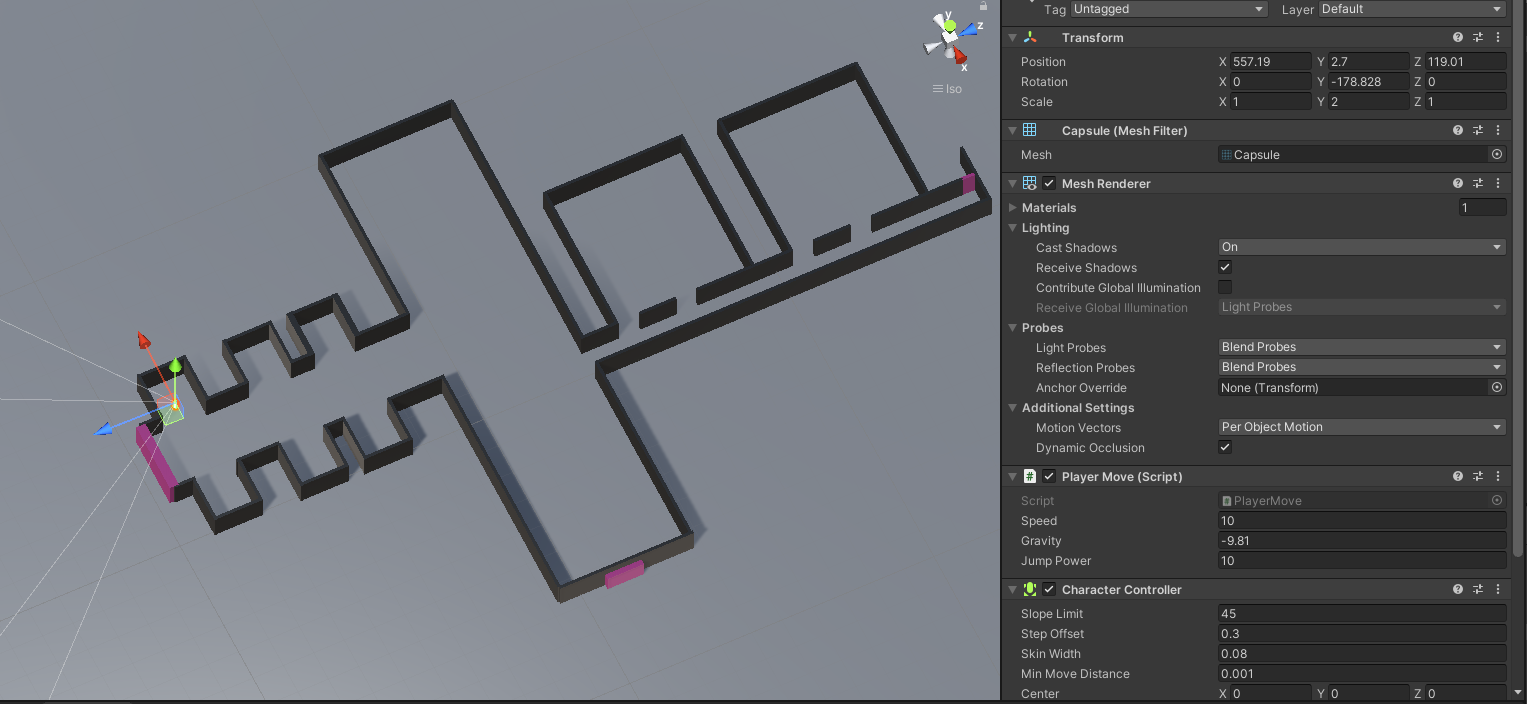 y
z
x
Iso
Tag Untagged Layer Default
Transform
Position X 557.19 Y 2.7 Z 119.01
Rotation X 0 Y -178.828 Z 0
Scale X 1 Y 2 Z 1
Capsule (Mesh Filter)
Mesh Capsule
Mesh Renderer
Materials 1
Lighting
Cast Shadows On
Receive Shadows
Contribute Global Illumination
Receive Global Illumination Light Probes
Probes
Light Probes Blend Probes
Reflection Probes Blend Probes
Anchor Override None (Transform)
Additional Settings
Motion Vectors Per Object Motion
Dynamic Occlusion
# Player Move (Script)
Script PlayerMove
Speed 10
Gravity -9.81
Jump Power 10
Character Controller
Slope Limit 45
Step Offset 0.3
Skin Width 0.08
Min Move Distance 0.001
Center X 0 Y 0 Z 0